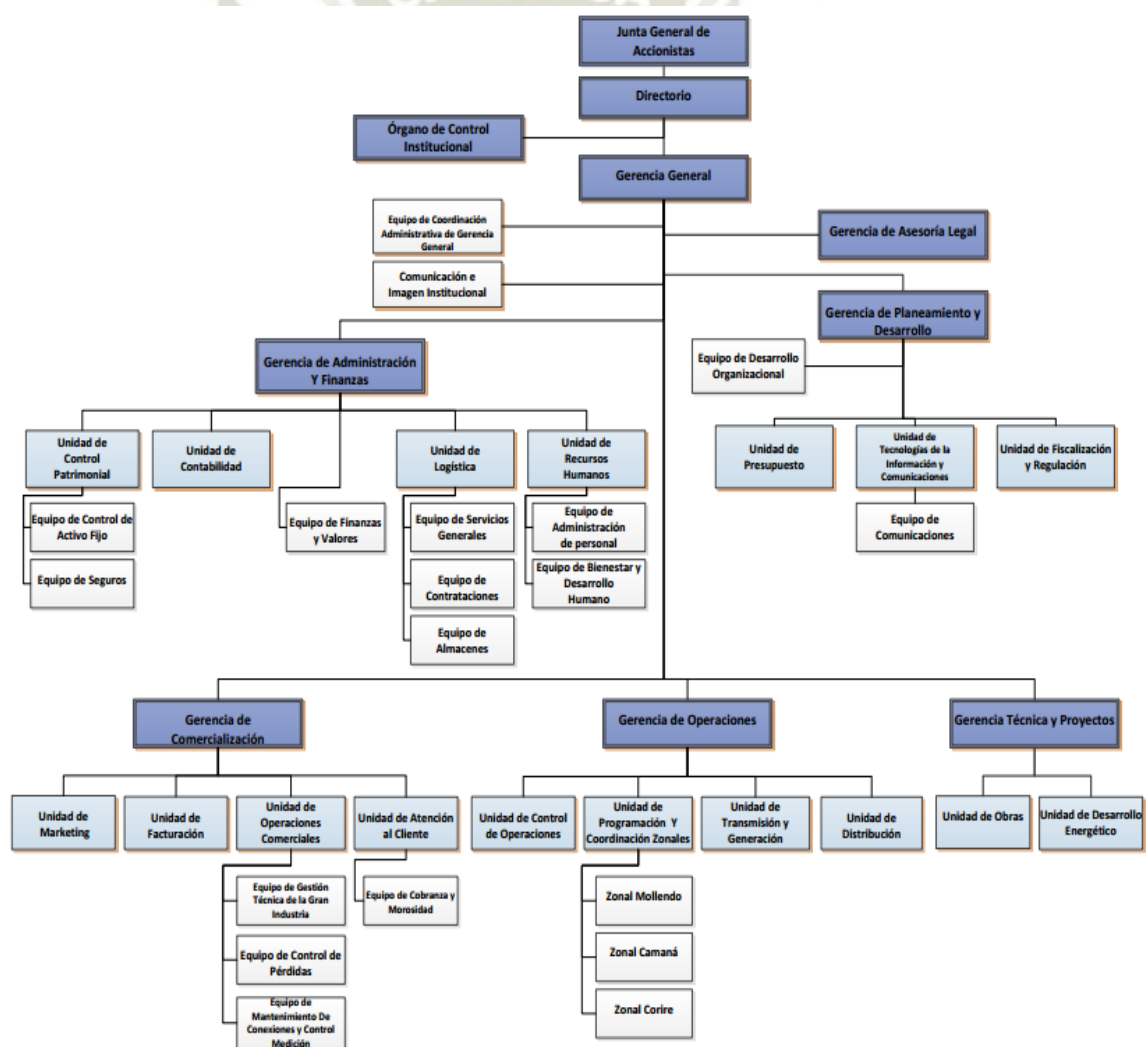 Junta General de
Accionistas
Directorio
Órgano de Control
Institucional
Gerencia General
Equipo de Coordinación
Administrativa de Gerencia
General
Gerencia de Asesoría Legal
Comunicación e
Imagen Institucional
Gerencia de Planeamiento y
Desarrollo
Gerencia de Administración
Y Finanzas
Equipo de Desarrollo
Organizacional
Unidad de
Control
Patrimonial
Unidad de
Contabilidad
Unidad de
Logística
Unidad de
Recursos
Humanos
Unidad de
Presupuesto
Unidad de
Tecnologías de la
Información y
Comunicaciones
Unidad de Fiscalización
y Regulación
Equipo de Control de
Activo Fijo
Equipo de Finanzas
y Valores
Equipo de Servicios
Generales
Equipo de
Administración
de personal
Equipo de
Comunicaciones
Equipo de Seguros
Equipo de
Contrataciones
Equipo de Bienestar y
Desarrollo
Humano
Equipo de
Almacenes
Gerencia de
Comercialización
Gerencia de Operaciones
Gerencia Técnica y Proyectos
Unidad de
Marketing
Unidad de
Facturación
Unidad de
Operaciones
Comerciales
Unidad de Atención
al Cliente
Unidad de Control
de Operaciones
Unidad de
Programación Y
Coordinación Zonales
Unidad de
Transmisión y
Generación
Unidad de
Distribución
Unidad de Obras
Unidad de Desarrollo
Energético
Equipo de Gestión
Técnica de la Gran
Industria
Equipo de Cobranza y
Morosidad
Zonal Mollendo
Equipo de Control de
Pérdidas
Zonal Camaná
Equipo de
Mantenimiento De
Conexiones y Control
Medición
Zonal Corire